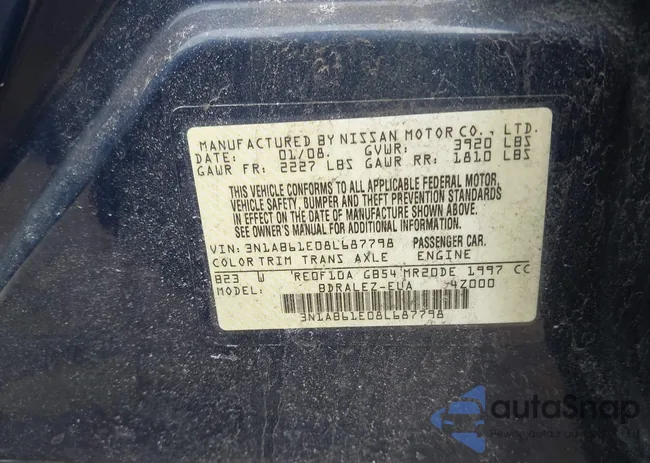 MANUFACTURED BY NISSAN MOTOR CO., LTD.
DATE: 01/08. GVWR: 3920 LBS
GAWR FR: 2227 LBS GAWR RR: 1810 LBS
THIS VEHICLE CONFORMS TO ALL APPLICABLE FEDERAL MOTOR
VEHICLE SAFETY, BUMPER AND THEFT PREVENTION STANDARDS
IN EFFECT ON THE DATE OF MANUFACTURE SHOWN ABOVE.
SEE OWNER'S MANUAL FOR ADDITIONAL INFORMATION.
VIN: 3N1AB61E08L687798 PASSENGER CAR.
COLOR TRIM TRANS AXLE ENGINE
B23 W RE0F10A GB54 MR20DE 1997 CC
MODEL: BDRALEZ-EUA 4Z000
3N1AB61E08L687798
autoSnap